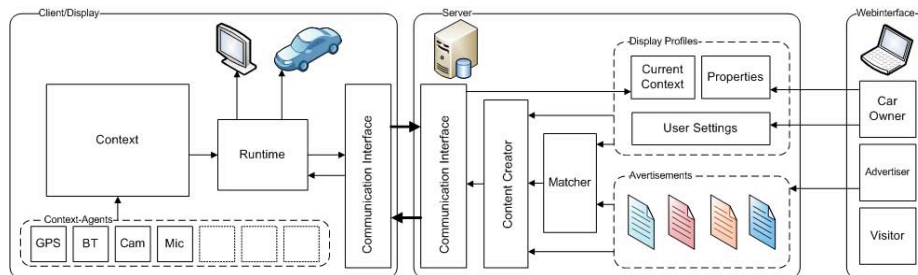 Client/Display
Server
Webinterface
Display Profiles
Current
Context
Properties
Car
Owner
Context
Runtime
Communication Interface
Communication Interface
Content Creator
User Settings
Matcher
Avertisements
Advertiser
Context-Agents
GPS
BT
Cam
Mic
Visitor